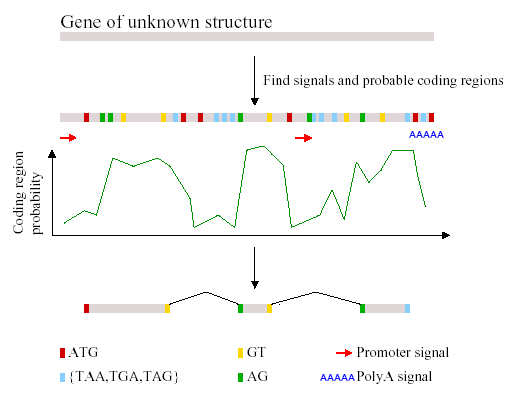 Gene of unknown structure
Find signals and probable coding regions
AAAAA
Coding region
probability
ATG
GT
Promoter signal
{TAA,TGA,TAG}
AG
AAAAA PolyA signal